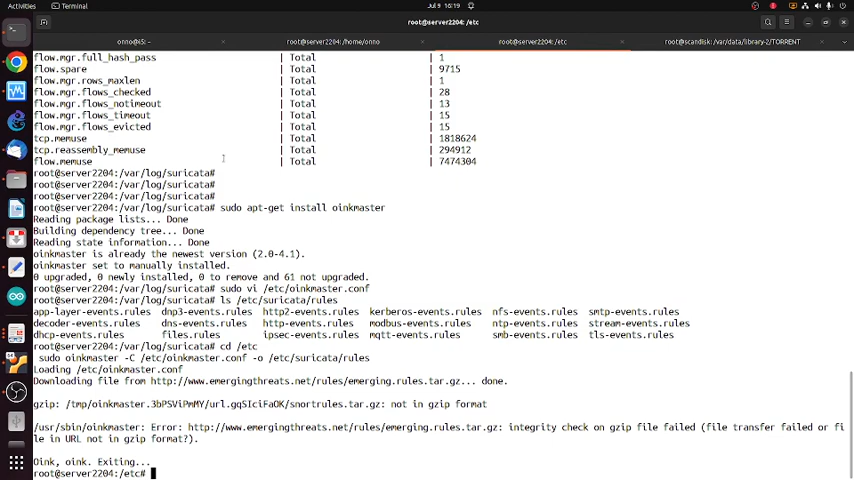 Activities Terminal Jul 9 16:19
root@server2204: /etc
onno@i5: ~ root@server2204: /home/onno root@server2204: /etc root@scandisk: /var/data/library-2/TORRENT
flow.mgr.full_hash_pass | Total | 1
flow.spare | Total | 9715
flow.mgr.rows_maxlen | Total | 1
flow.mgr.flows_checked | Total | 28
flow.mgr.flows_notimeout | Total | 13
flow.mgr.flows_timeout | Total | 15
flow.mgr.flows_evicted | Total | 15
tcp.memuse | Total | 1818624
tcp.reassembly_memuse | Total | 294912
flow.memuse | Total | 7474304
root@server2204:/var/log/suricata#
root@server2204:/var/log/suricata#
root@server2204:/var/log/suricata#
root@server2204:/var/log/suricata# sudo apt-get install oinkmaster
Reading package lists... Done
Building dependency tree... Done
Reading state information... Done
oinkmaster is already the newest version (2.0-4.1).
oinkmaster set to manually installed.
0 upgraded, 0 newly installed, 0 to remove and 61 not upgraded.
root@server2204:/var/log/suricata# sudo vi /etc/oinkmaster.conf
root@server2204:/var/log/suricata# ls /etc/suricata/rules
app-layer-events.rules dnp3-events.rules http2-events.rules kerberos-events.rules nfs-events.rules smtp-events.rules
decoder-events.rules dns-events.rules http-events.rules modbus-events.rules ntp-events.rules stream-events.rules
dhcp-events.rules files.rules ipsec-events.rules mqtt-events.rules smb-events.rules tls-events.rules
root@server2204:/var/log/suricata# cd /etc
sudo oinkmaster -C /etc/oinkmaster.conf -o /etc/suricata/rules
Loading /etc/oinkmaster.conf
Downloading file from http://www.emergingthreats.net/rules/emerging.rules.tar.gz... done.
gzip: /tmp/oinkmaster.3bPSViPmMY/url.gqSIciFaOK/snortrules.tar.gz: not in gzip format
/usr/sbin/oinkmaster: Error: http://www.emergingthreats.net/rules/emerging.rules.tar.gz: integrity check on gzip file failed (file transfer failed or fi
le in URL not in gzip format?).
Oink, oink. Exiting...
root@server2204:/etc#